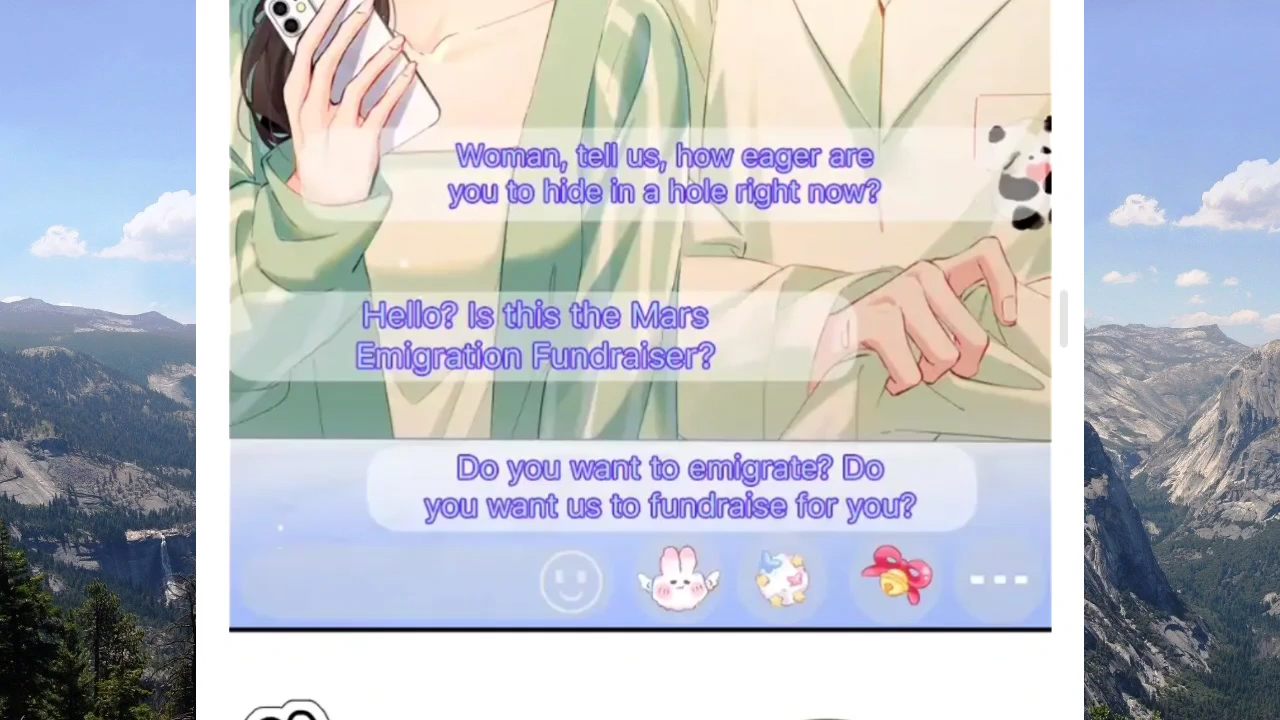 Woman, tell us, how eager are
you to hide in a hole right now?
Hello? Is this the Mars
Emigration Fundraiser?
Do you want to emigrate? Do
you want us to fundraise for you?